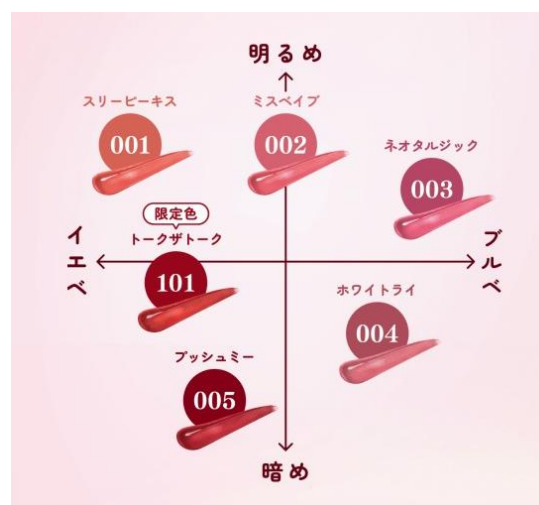 明るめ
スリーピーキス
001
ミスベイブ
002
ネオタルジック
003
限定色
トークザトーク
101
イエベ
ブルベ
ホワイトライ
004
プッシュミー
005
暗め